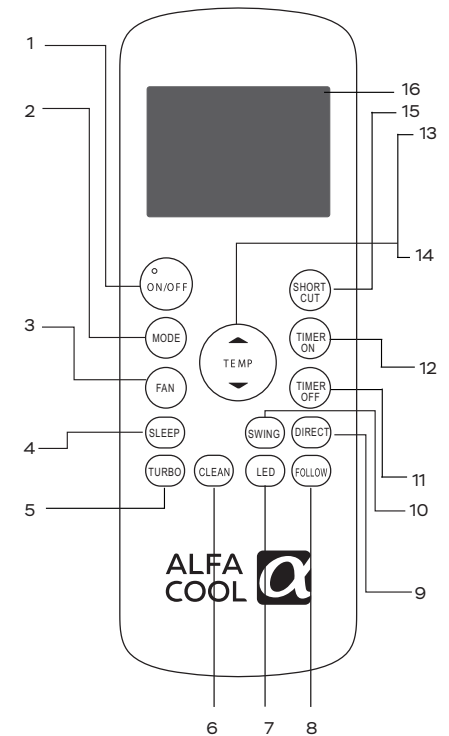 1
16
2
15
13
14
ON/OFF
SHORT
CUT
3
MODE
TEMP
TIMER
ON
12
FAN
TIMER
OFF
4
SLEEP
SWING
DIRECT
11
5
TURBO
CLEAN
LED
FOLLOW
10
ALFA
COOL
α
9
6
7
8